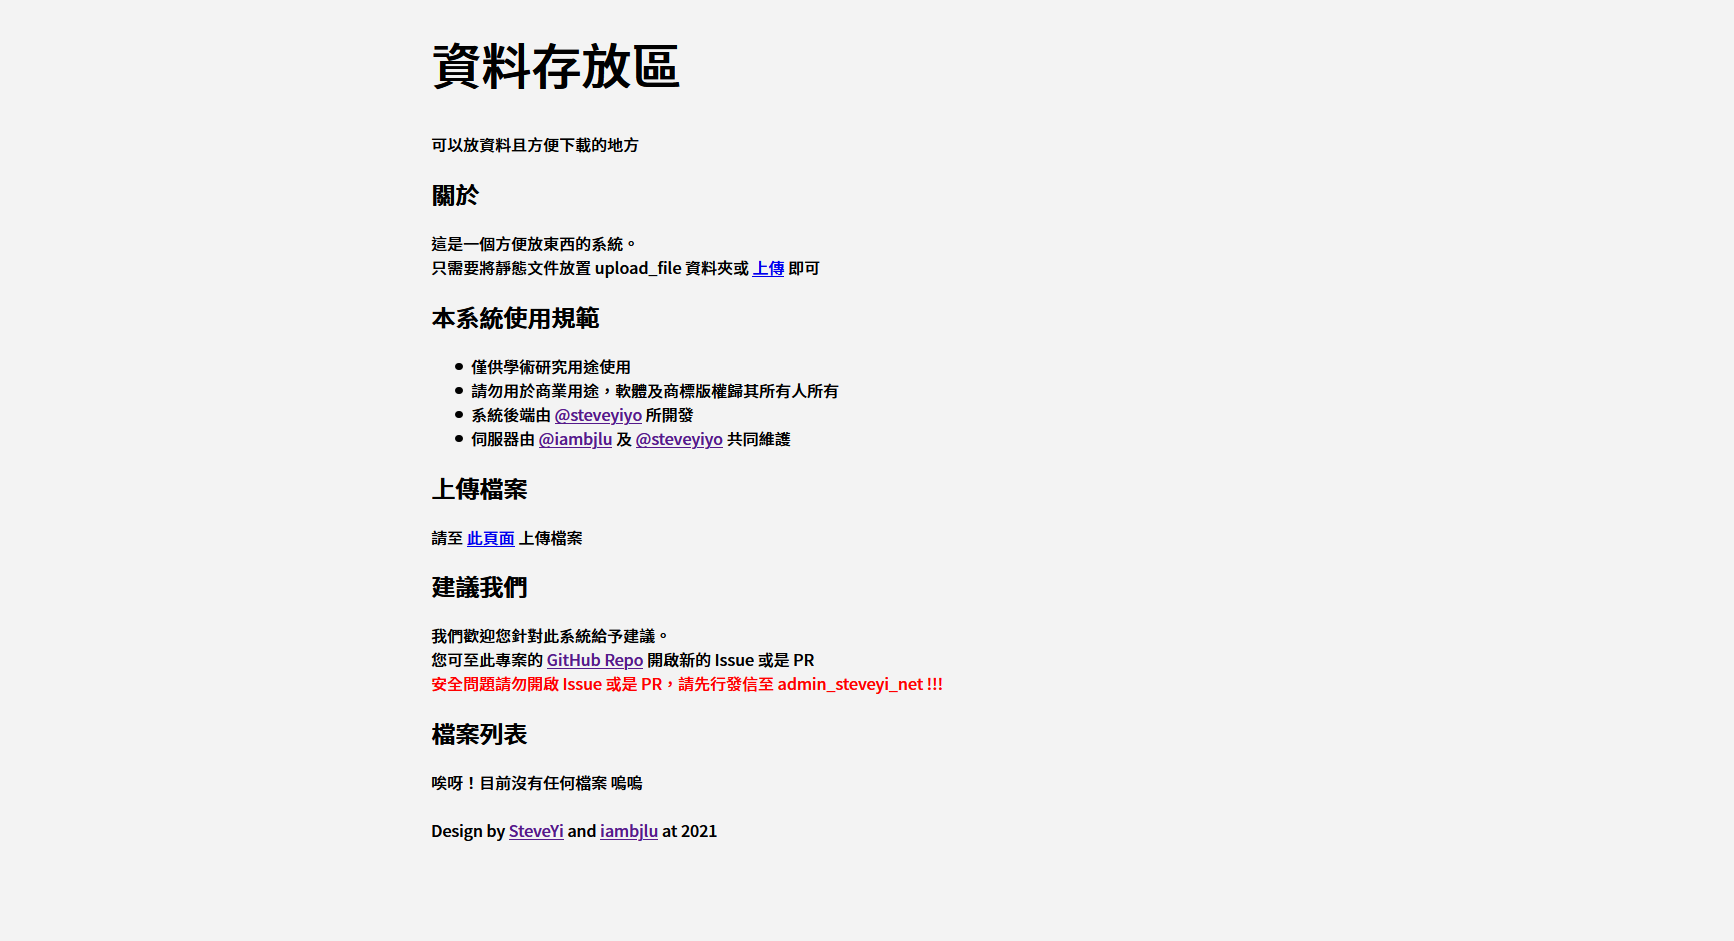 資料存放區
可以放資料且方便下載的地方
關於
這是一個方便放東西的系統。
只需要將靜態文件放置 upload_file 資料夾或 上傳 即可
本系統使用規範
僅供學術研究用途使用
請勿用於商業用途，軟體及商標版權歸其所有人所有
系統後端由 @steveyiyo 所開發
伺服器由 @iambjlu 及 @steveyiyo 共同維護
上傳檔案
請至 此頁面 上傳檔案
建議我們
我們歡迎您針對此系統給予建議。
您可至此專案的 GitHub Repo 開啟新的 Issue 或是 PR
安全問題請勿開啟 Issue 或是 PR，請先行發信至 admin_steveyi_net !!!
檔案列表
唉呀！目前沒有任何檔案 嗚嗚
Design by SteveYi and iambjlu at 2021